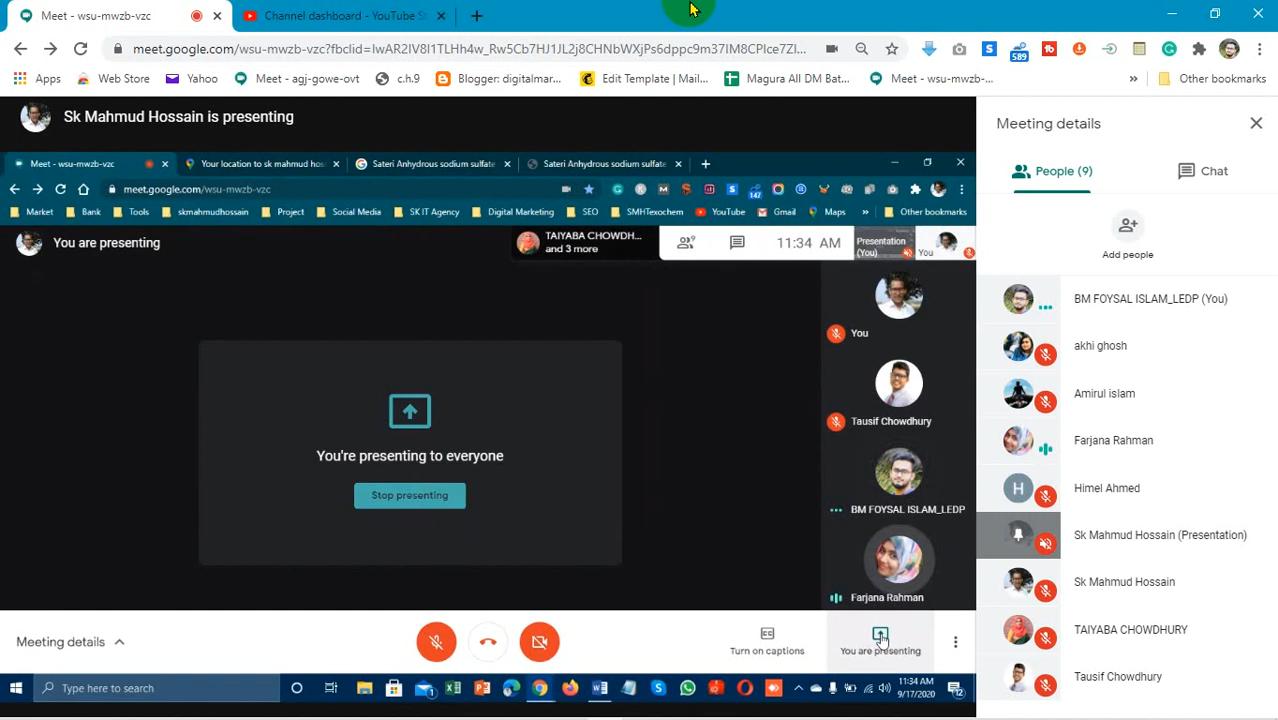 Meet - wsu-mwzb-vzc
Channel dashboard - YouTube St
meet.google.com/wsu-mwzb-vzc?fbclid=IwAR2IV8I1TLHh4w_Rw5Cb7HJ1JL2j8CHNbWXjPs6dppc9m37IM8CPIce7Z...
589
Apps
Web Store
Yahoo
Meet - agj-gowe-ovt
c.h.9
Blogger: digitalmar...
Edit Template | Mail...
Magura All DM Bat...
Meet - wsu-mwzb-vz...
»
Other bookmarks
Sk Mahmud Hossain is presenting
Meet - wsu-mwzb-vzc
Your location to sk mahmud hos
Sateri Anhydrous sodium sulfate
Sateri Anhydrous sodium sulfate
meet.google.com/wsu-mwzb-vzc
147
Market
Bank
Tools
skmahmudhossain
Project
Social Media
SK IT Agency
Digital Marketing
SEO
SMHTexochem
YouTube
Gmail
Maps
»
Other bookmarks
You are presenting
TAIYABA CHOWDH...
and 3 more
9
11:34 AM
Presentation
(You)
You
You
Tausif Chowdhury
BM FOYSAL ISLAM_LEDP
Farjana Rahman
You're presenting to everyone
Stop presenting
Meeting details
Turn on captions
You are presenting
Type here to search
11:34 AM
9/17/2020
12
Meeting details
People (9)
Chat
Add people
BM FOYSAL ISLAM_LEDP (You)
akhi ghosh
Amirul islam
Farjana Rahman
H
Himel Ahmed
Sk Mahmud Hossain (Presentation)
Sk Mahmud Hossain
TAIYABA CHOWDHURY
Tausif Chowdhury